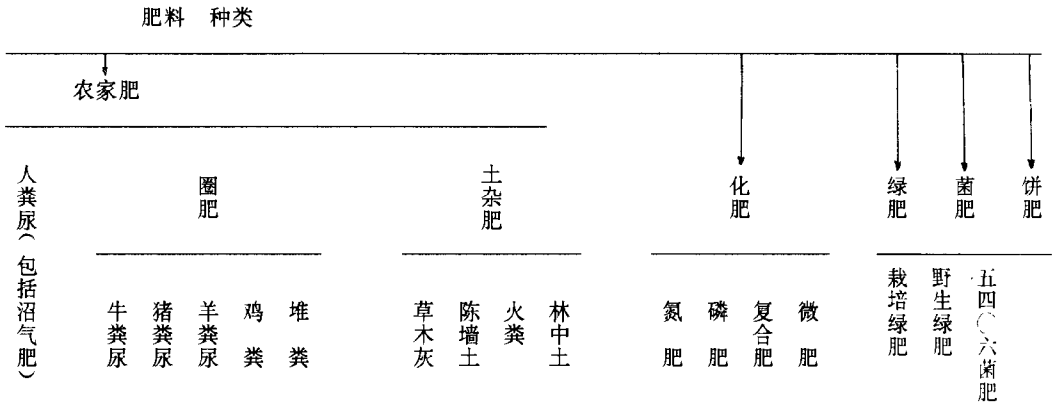 肥料 种类
农家肥
人粪尿(包括沼气肥)
圈肥
土杂肥
化肥
绿肥
菌肥
饼肥
牛粪尿
猪粪尿
羊粪尿
鸡粪
堆粪
草木灰
陈墙土
火粪
林中土
氮肥
磷肥
复合肥
微肥
栽培绿肥
野生绿肥
五四〇六菌肥